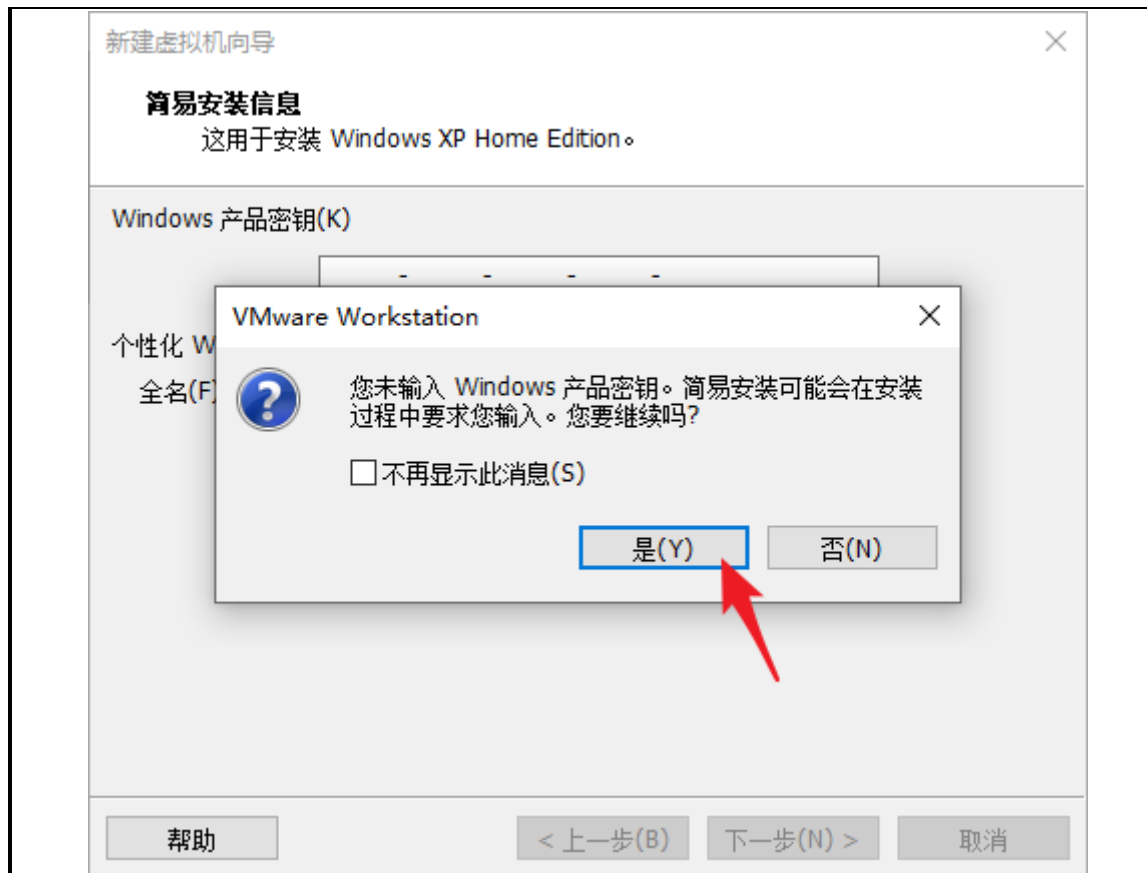 新建虚拟机向导
简易安装信息
这用于安装 Windows XP Home Edition。
Windows 产品密钥(K)
- - - -
个性化 W
全名(F)
VMware Workstation
您未输入 Windows 产品密钥。简易安装可能会在安装
过程中要求您输入。您要继续吗?
不再显示此消息(S)
是(Y) 否(N)
帮助 < 上一步(B) 下一步(N) > 取消